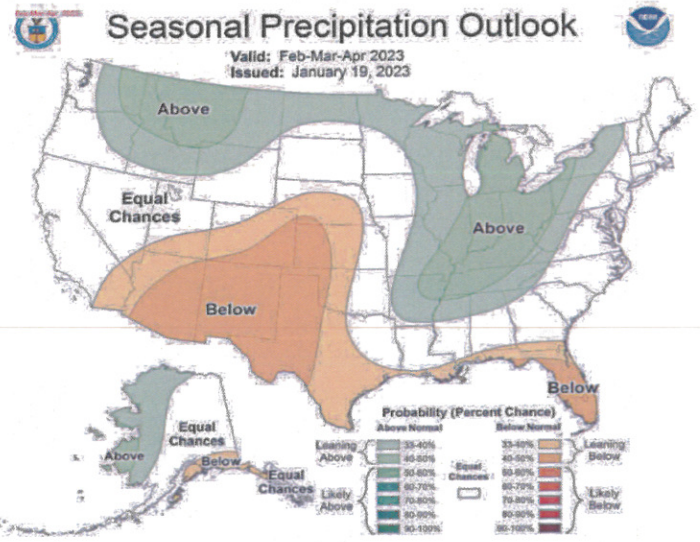 Seasonal Precipitation Outlook
Valid: Feb-Mar-Apr 2023
Issued: January 19, 2023
Above
Equal
Chances
Above
Below
Below
Above
Equal
Chances
Below
Equal
Chances
Probability (Percent Chance)
Above Normal
Below Normal
Leaning
Above
33-40%
40-50%
50-60%
60-70%
70-80%
80-90%
90-100%
Likely
Above
Equal
Chances
33-40%
40-50%
50-60%
60-70%
70-80%
80-90%
90-100%
Leaning
Below
Likely
Below